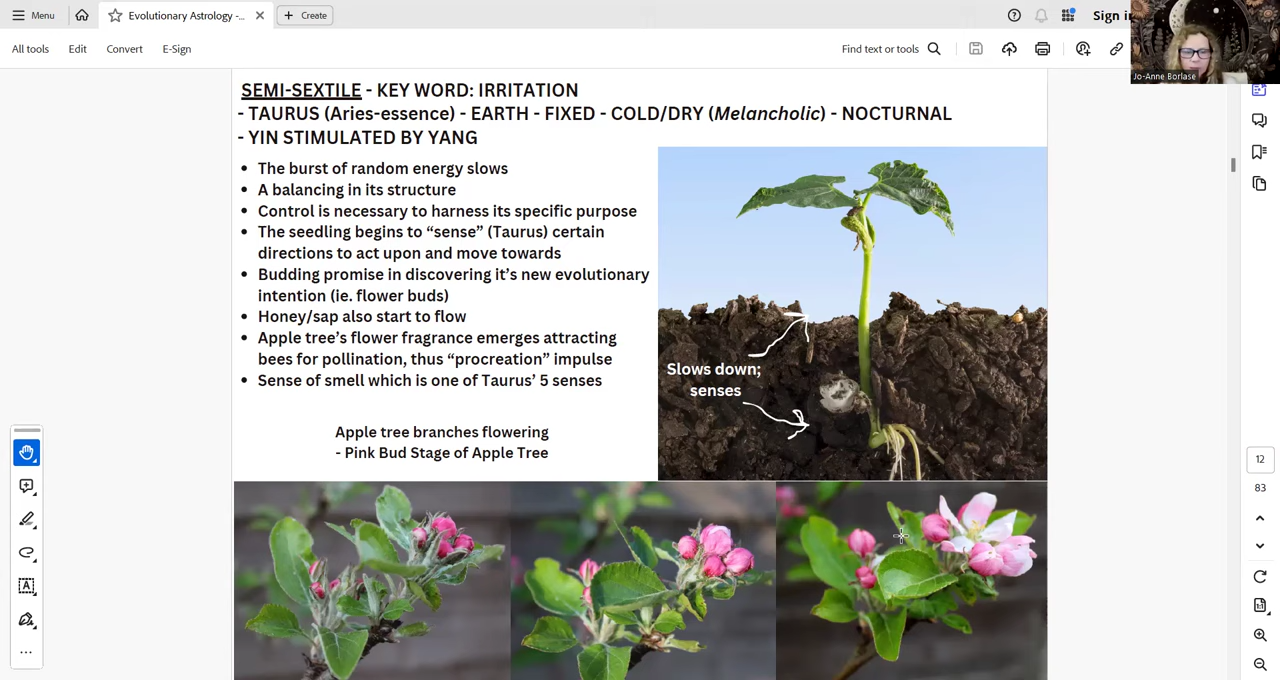 Menu
Evolutionary Astrology -...
Create
Sign in
All tools
Edit
Convert
E-Sign
Find text or tools
Jo-Anne Borlase
SEMI-SEXTILE - KEY WORD: IRRITATION
- TAURUS (Aries-essence) - EARTH - FIXED - COLD/DRY (Melancholic) - NOCTURNAL
- YIN STIMULATED BY YANG
• The burst of random energy slows
• A balancing in its structure
• Control is necessary to harness its specific purpose
• The seedling begins to “sense” (Taurus) certain
directions to act upon and move towards
• Budding promise in discovering it’s new evolutionary
intention (ie. flower buds)
• Honey/sap also start to flow
• Apple tree’s flower fragrance emerges attracting
bees for pollination, thus “procreation” impulse
• Sense of smell which is one of Taurus’ 5 senses
Slows down;
senses
Apple tree branches flowering
- Pink Bud Stage of Apple Tree
12
83